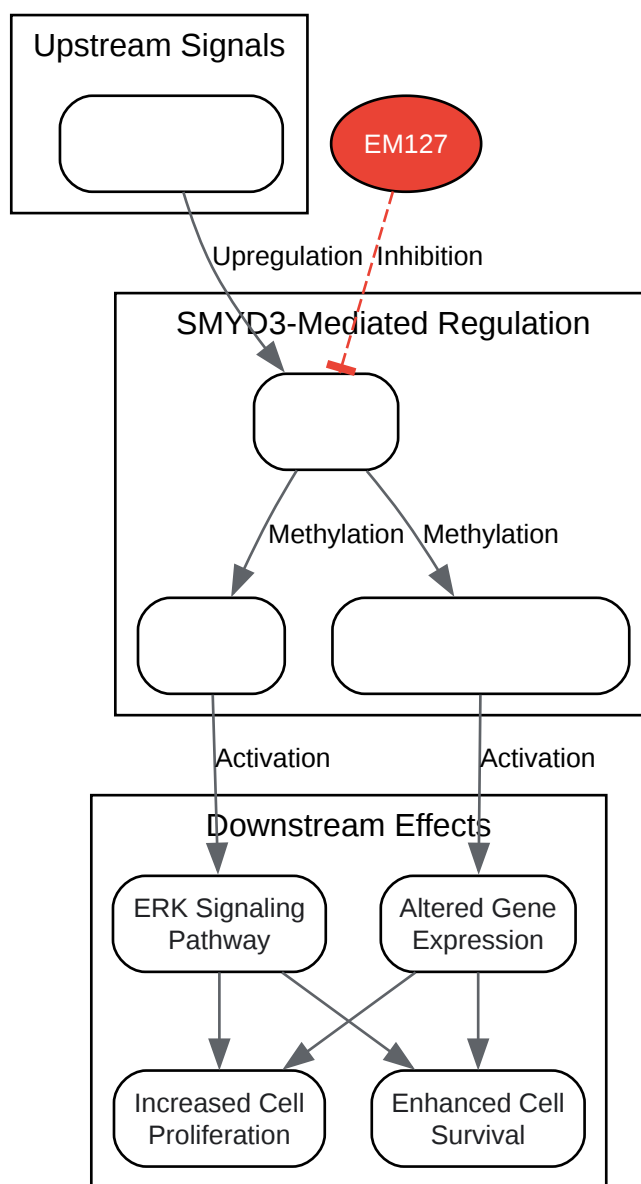 Upstream Signals
EM127
Upregulation
Inhibition
SMYD3-Mediated Regulation
Methylation
Methylation
Activation
Activation
Downstream Effects
ERK Signaling
Pathway
Altered Gene
Expression
Increased Cell
Proliferation
Enhanced Cell
Survival